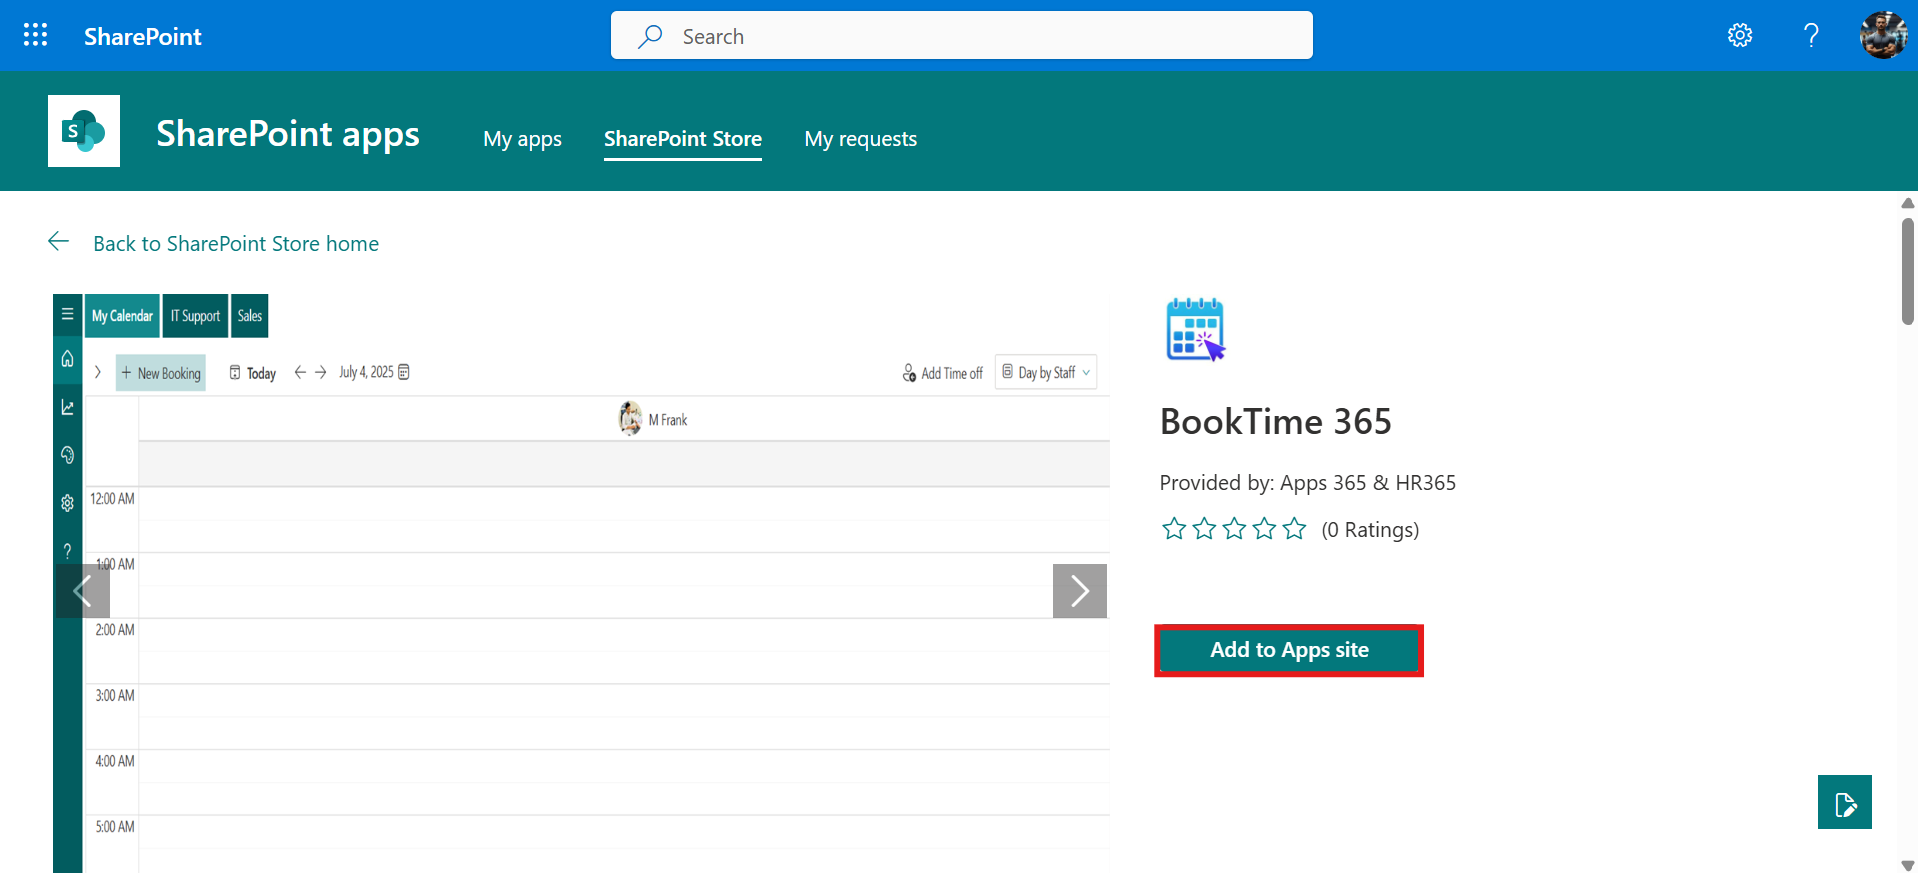 SharePoint
Search
?
S
SharePoint apps
My apps
SharePoint Store
My requests
Back to SharePoint Store home
My Calendar
IT Support
Sales
+ New Booking
Today
July 4, 2025
Add Time off
Day by Staff
M Frank
12:00 AM
?
1:00 AM
2:00 AM
3:00 AM
4:00 AM
5:00 AM
BookTime 365
Provided by: Apps 365 & HR365
(0 Ratings)
Add to Apps site